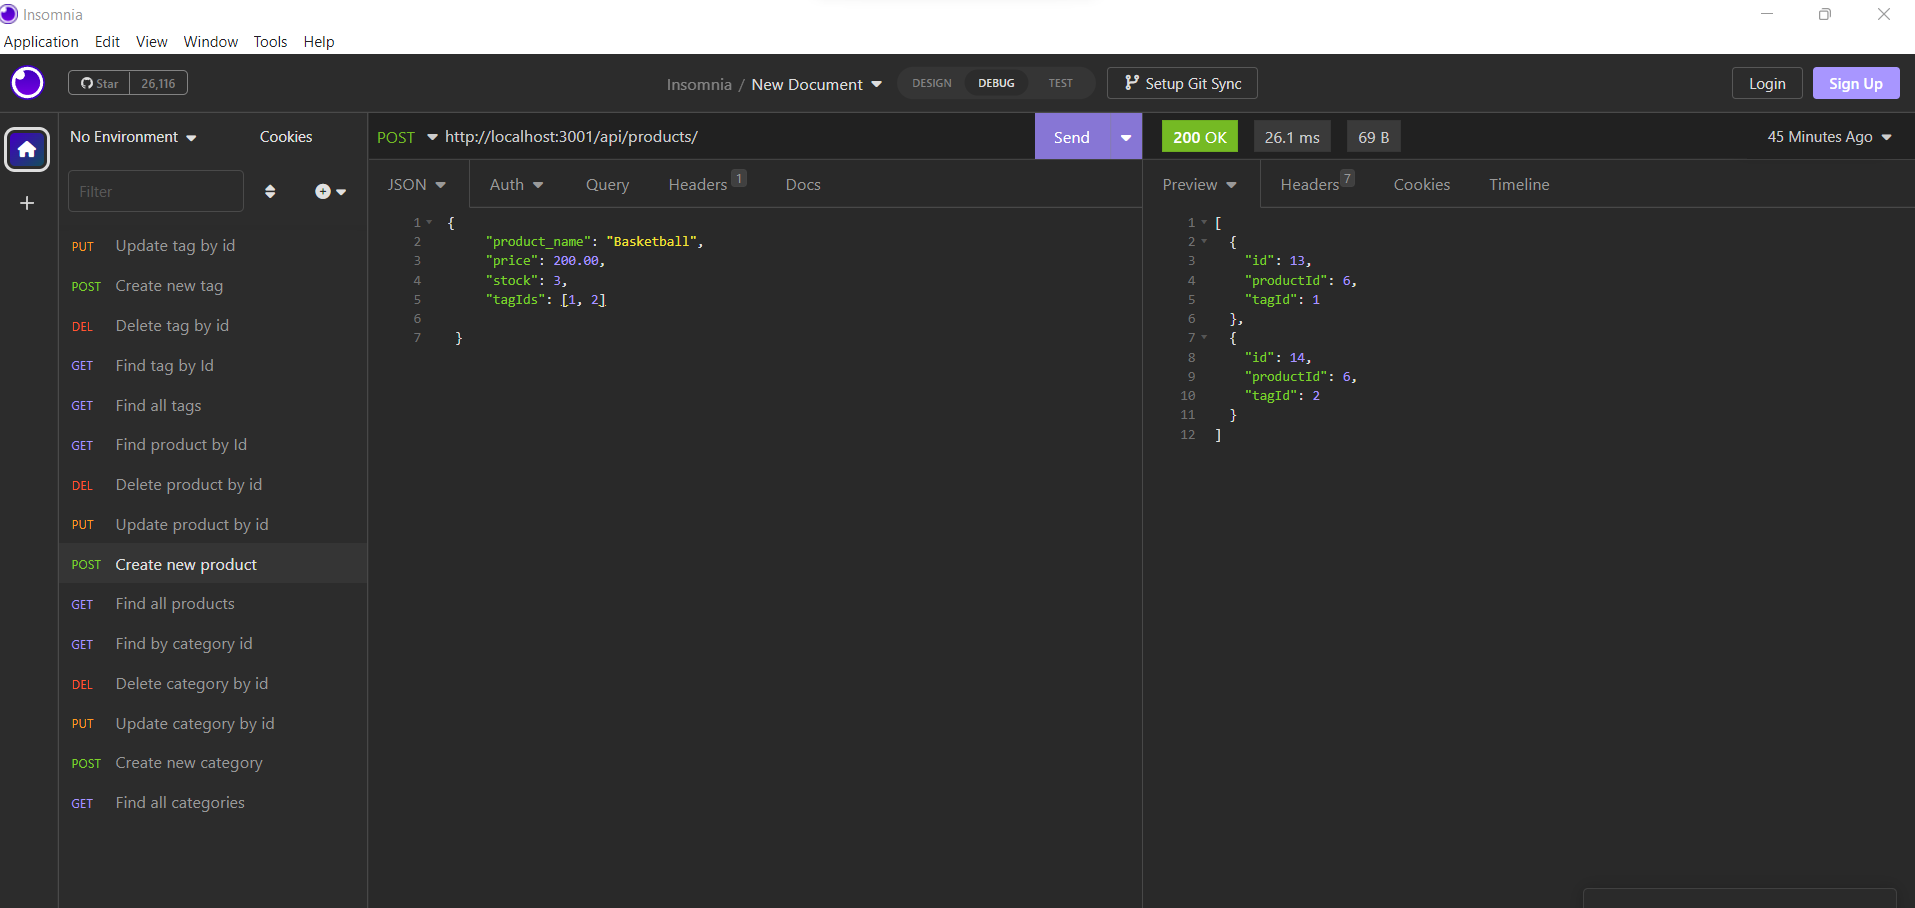 Insomnia
Application Edit View Window Tools Help
Star 26,116
Insomnia / New Document
DESIGN DEBUG TEST
Setup Git Sync
Login
Sign Up
No Environment
Cookies
Filter
PUT Update tag by id
POST Create new tag
DEL Delete tag by id
GET Find tag by Id
GET Find all tags
GET Find product by Id
DEL Delete product by id
PUT Update product by id
POST Create new product
GET Find all products
GET Find by category id
DEL Delete category by id
PUT Update category by id
POST Create new category
GET Find all categories
POST http://localhost:3001/api/products/
Send
JSON Auth Query Headers 1 Docs
1 {
2 "product_name": "Basketball",
3 "price": 200.00,
4 "stock": 3,
5 "tagIds": [1, 2]
6
7 }
200 OK 26.1 ms 69 B
45 Minutes Ago
Preview Headers 7 Cookies Timeline
1 [
2 {
3 "id": 13,
4 "productId": 6,
5 "tagId": 1
6 },
7 {
8 "id": 14,
9 "productId": 6,
10 "tagId": 2
11 }
12 ]